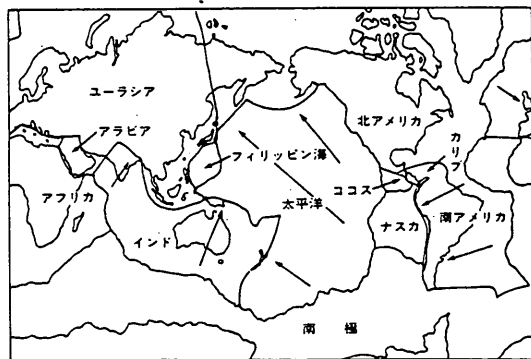 ユーラシア
北アメリカ
アラビア
カリブ
フィリッピン海
ココス
アフリカ
太平洋
南アメリカ
ナスカ
インド
南 極